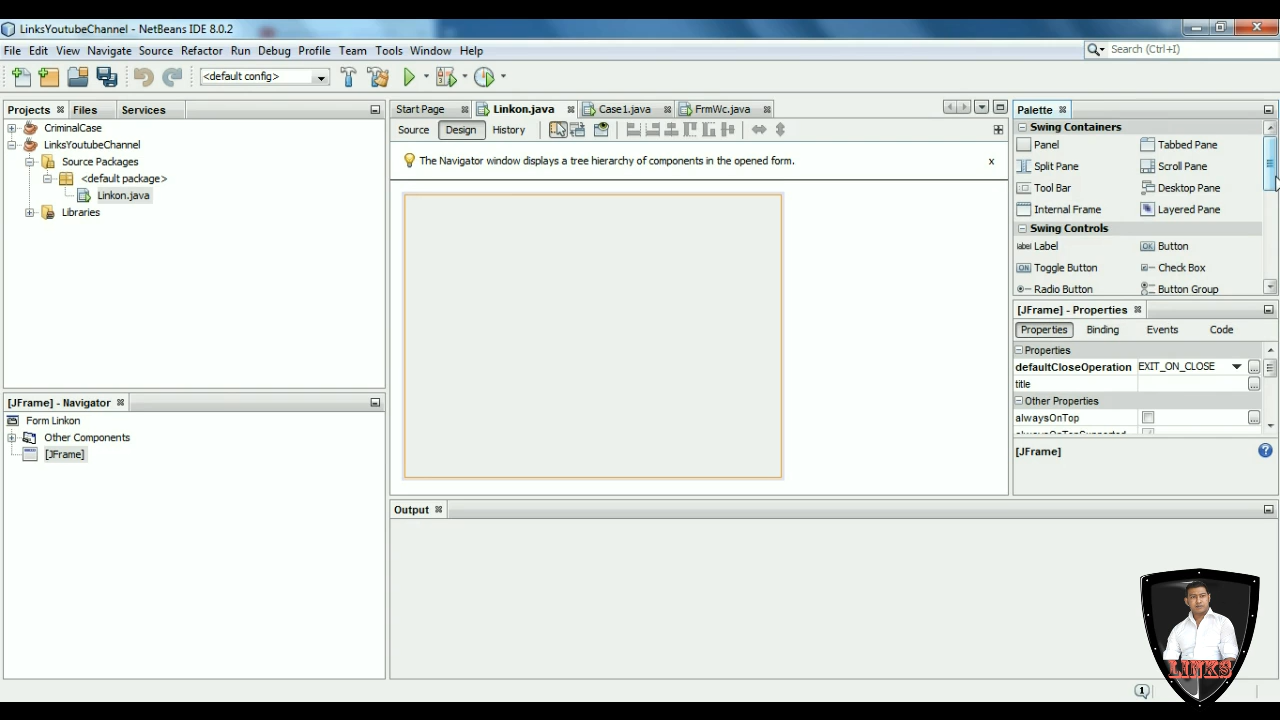 LinksYoutubeChannel - NetBeans IDE 8.0.2
File Edit View Navigate Source Refactor Run Debug Profile Team Tools Window Help
Search (Ctrl+I)
<default config>
Projects Files Services
CriminalCase
LinksYoutubeChannel
Source Packages
<default package>
Linkon.java
Libraries
[JFrame] - Navigator
Form Linkon
Other Components
[JFrame]
Start Page Linkon.java Case1.java FrmWc.java
Source Design History
The Navigator window displays a tree hierarchy of components in the opened form. x
Output
Palette
Swing Containers
Panel Tabbed Pane
Split Pane Scroll Pane
Tool Bar Desktop Pane
Internal Frame Layered Pane
Swing Controls
label Label OK Button
ON Toggle Button Check Box
Radio Button Button Group
[JFrame] - Properties
Properties Binding Events Code
Properties
defaultCloseOperation EXIT_ON_CLOSE ...
title ...
Other Properties
alwaysOnTop ...
alwaysOnTopSupported
[JFrame] ?
1
LINKS